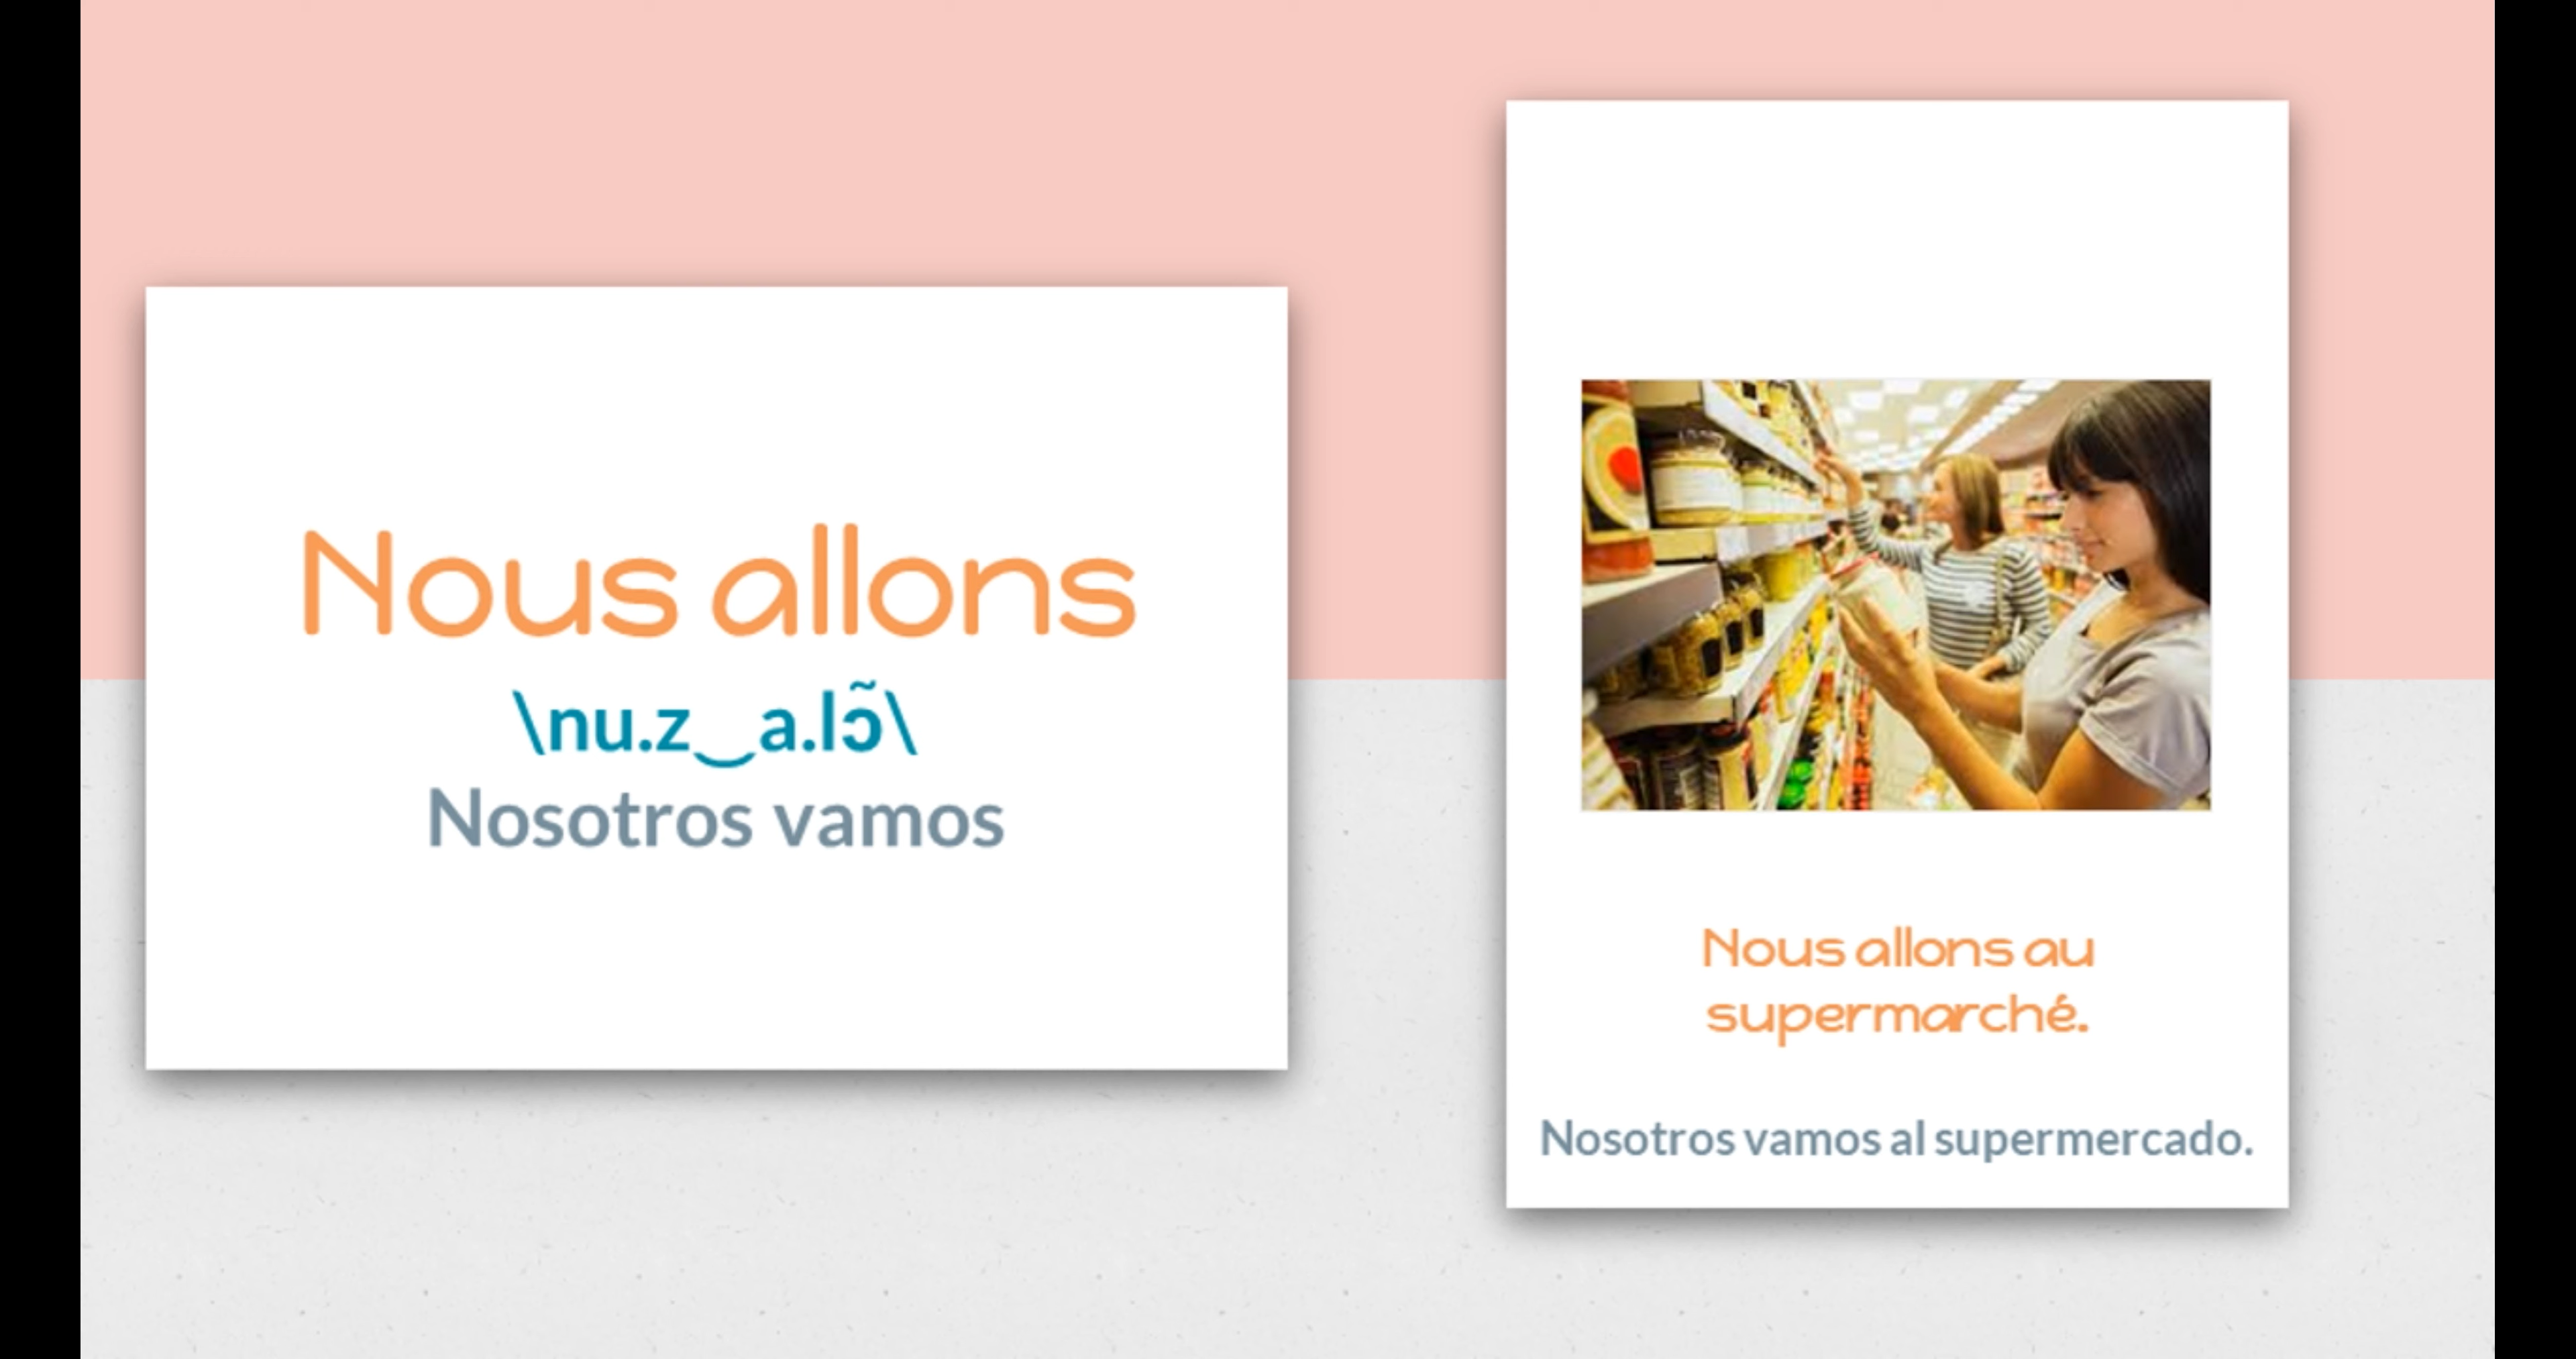 Nous allons
\nu.z‿a.lɔ̃\
Nosotros vamos
Nous allons au
supermarché.
Nosotros vamos al supermercado.